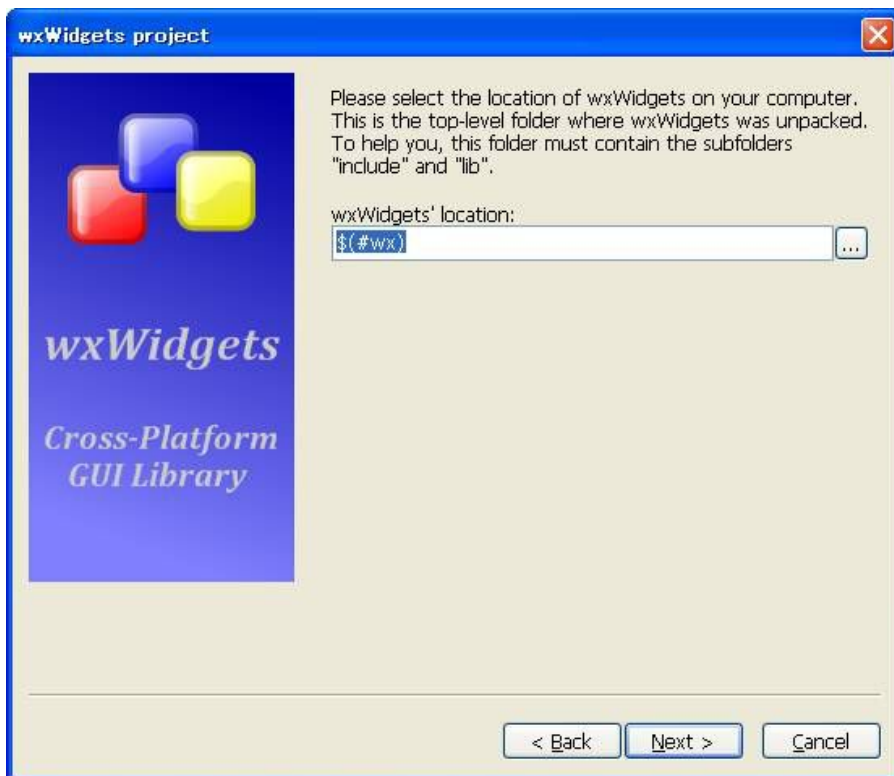 wxWidgets project
Please select the location of wxWidgets on your computer.
This is the top-level folder where wxWidgets was unpacked.
To help you, this folder must contain the subfolders
"include" and "lib".
wxWidgets' location:
$(#wx)
...
wxWidgets
Cross-Platform
GUI Library
< Back
Next >
Cancel